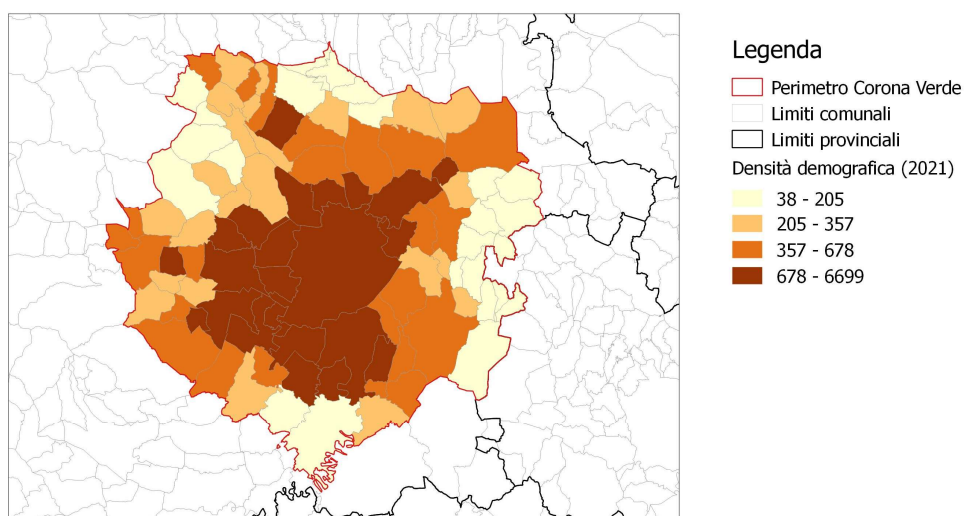 Legenda
Perimetro Corona Verde
Limiti comunali
Limiti provinciali
Densità demografica (2021)
38 - 205
205 - 357
357 - 678
678 - 6699